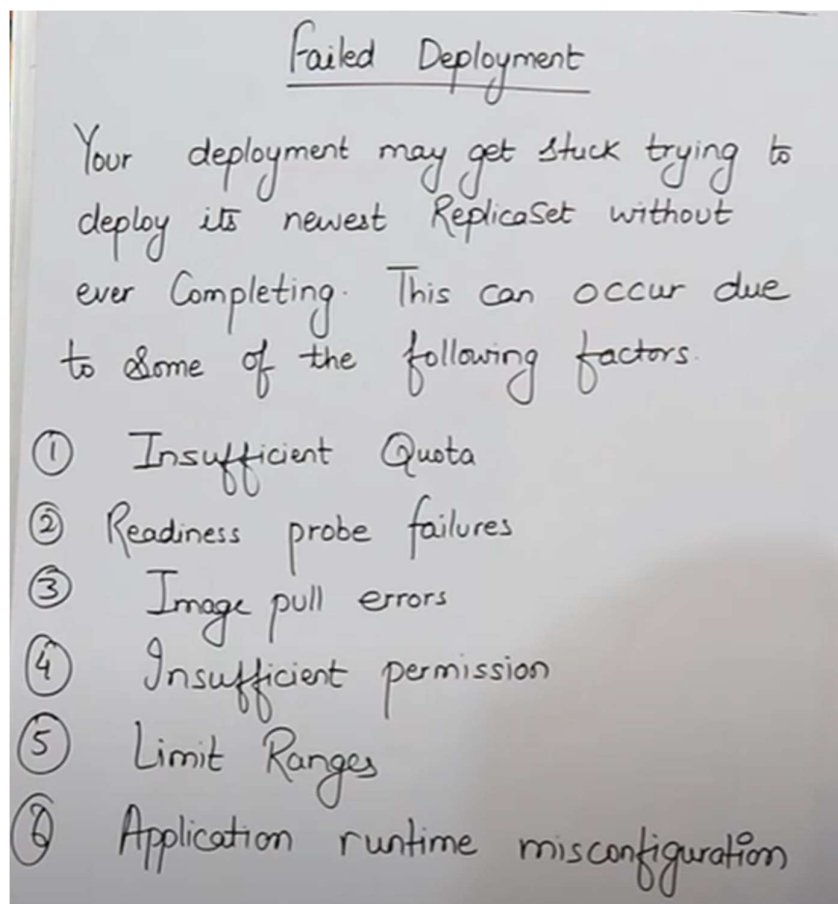 Failed Deployment
Your deployment may get stuck trying to
deploy its newest ReplicaSet without
ever Completing. This can occur due
to some of the following factors.
① Insufficient Quota
② Readiness probe failures
③ Image pull errors
④ Insufficient permission
⑤ Limit Ranges
⑥ Application runtime misconfiguration